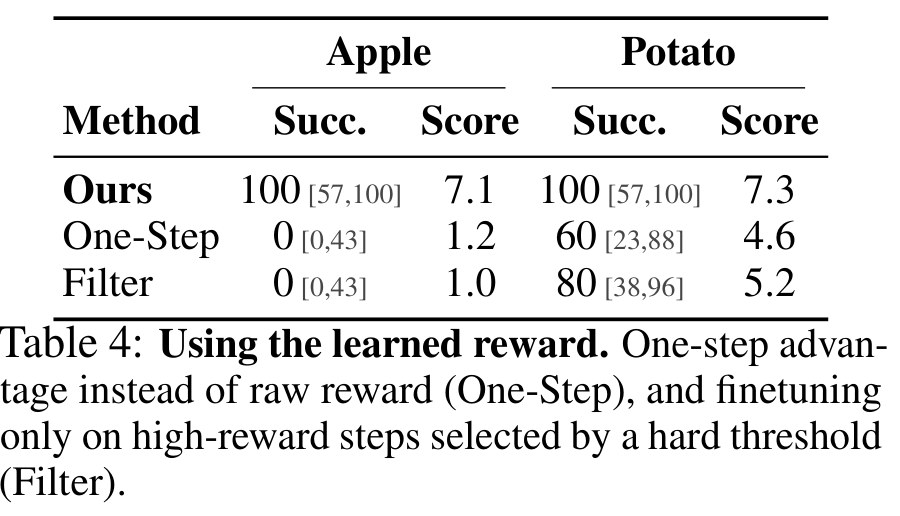 Apple Potato
Method Succ. Score Succ. Score
Ours 100 [57,100] 7.1 100 [57,100] 7.3
One-Step 0 [0,43] 1.2 60 [23,88] 4.6
Filter 0 [0,43] 1.0 80 [38,96] 5.2
Table 4: Using the learned reward. One-step advan-
tage instead of raw reward (One-Step), and finetuning
only on high-reward steps selected by a hard threshold
(Filter).